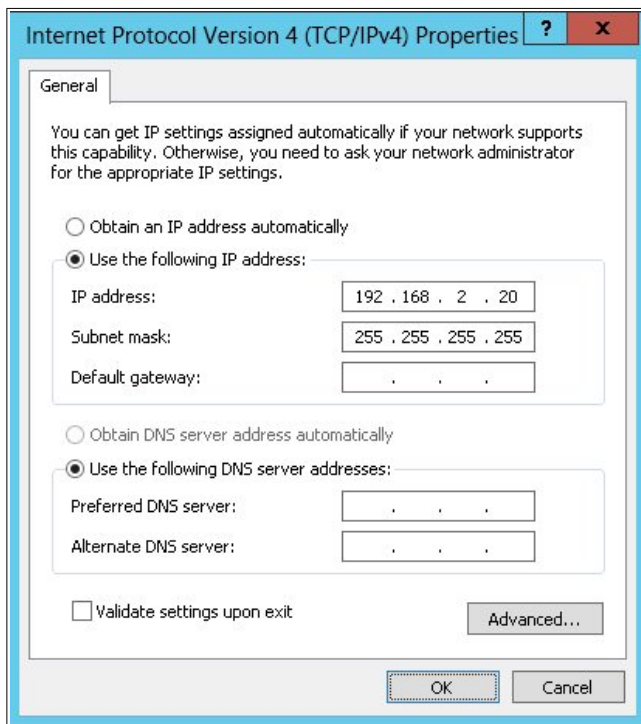 Internet Protocol Version 4 (TCP/IPv4) Properties ? x
General
You can get IP settings assigned automatically if your network supports
this capability. Otherwise, you need to ask your network administrator
for the appropriate IP settings.
Obtain an IP address automatically
Use the following IP address:
IP address: 192 . 168 . 2 . 20
Subnet mask: 255 . 255 . 255 . 255
Default gateway: . . .
Obtain DNS server address automatically
Use the following DNS server addresses:
Preferred DNS server: . . .
Alternate DNS server: . . .
Validate settings upon exit Advanced...
OK Cancel